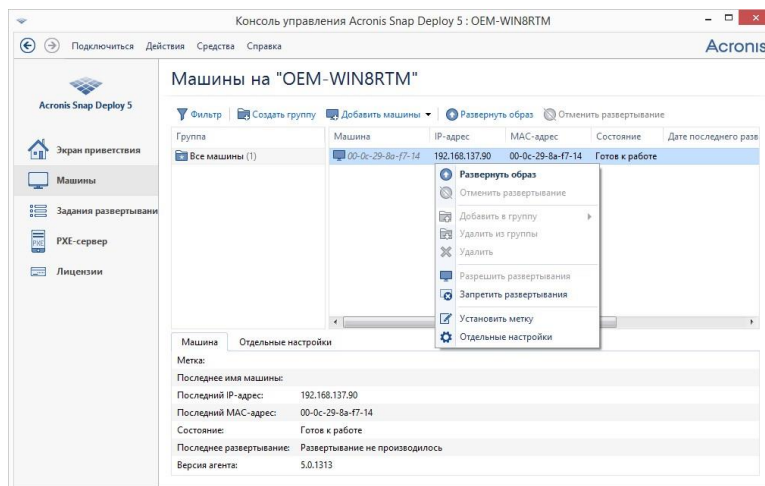 Консоль управления Acronis Snap Deploy 5 : OEM-WIN8RTM
Подключиться Действия Средства Справка
Acronis
Acronis Snap Deploy 5
Экран приветствия
Машины
Задания развертывани
PXE
PXE-сервер
Лицензии
Машины на "OEM-WIN8RTM"
Фильтр Создать группу Добавить машины Развернуть образ Отменить развертывание
Группа Машина IP-адрес MAC-адрес Состояние Дате последнего разв
Все машины (1) 00-0c-29-8a-f7-14 192.168.137.90 00-0c-29-8a-f7-14 Готов к работе
Развернуть образ
Отменить развертывание
Добавить в группу
Удалить из группы
Удалить
Разрешить развертывания
Запретить развертывания
Установить метку
Отдельные настройки
Машина Отдельные настройки
Метка:
Последнее имя машины:
Последний IP-адрес: 192.168.137.90
Последний MAC-адрес: 00-0c-29-8a-f7-14
Состояние: Готов к работе
Последнее развертывание: Развертывание не производилось
Версия агента: 5.0.1313